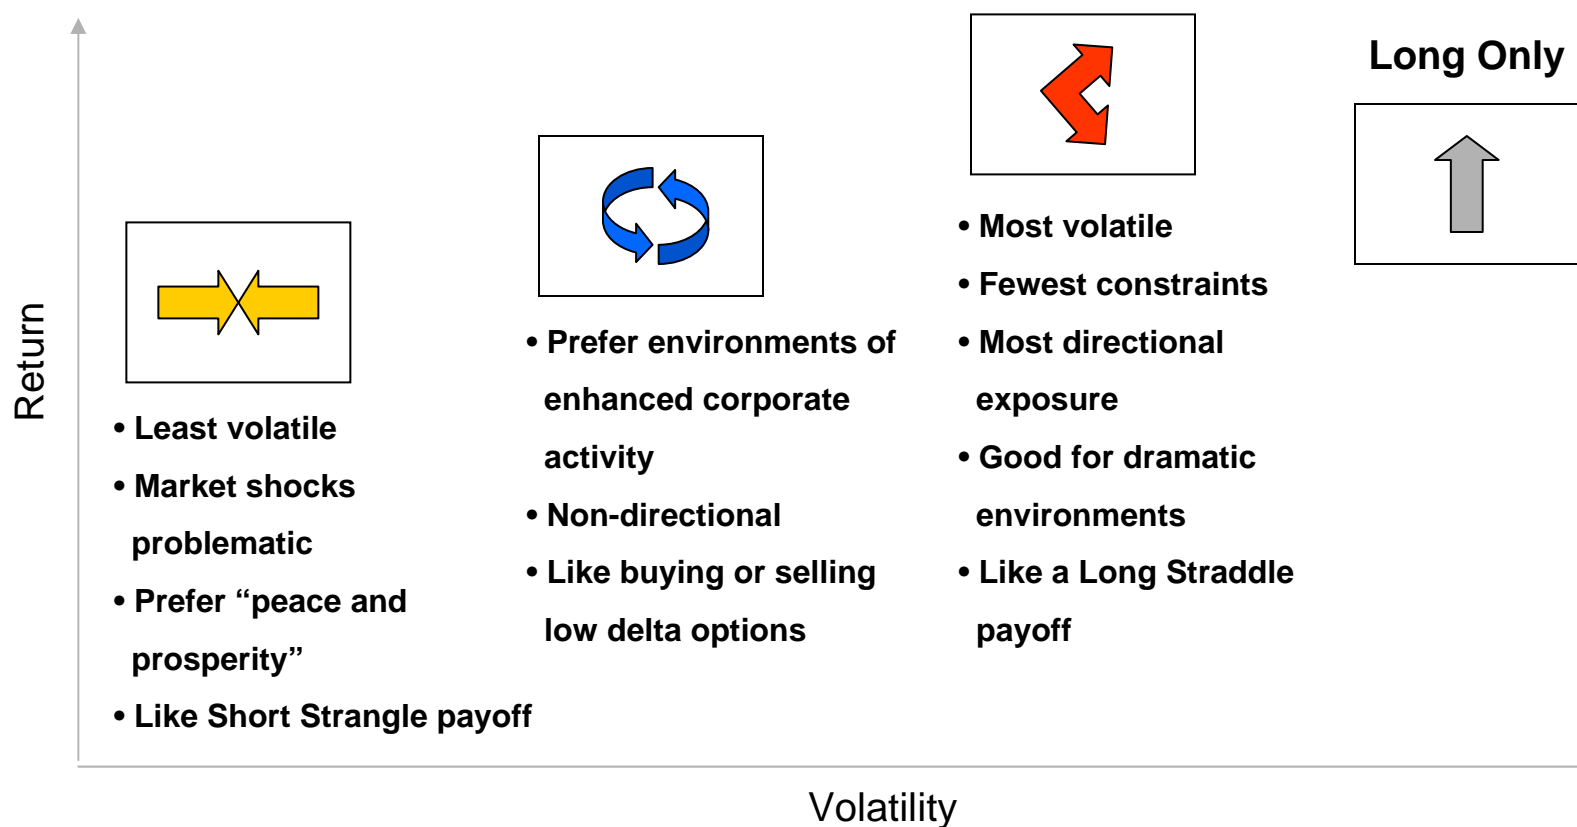 Long Only
Return
• Least volatile
• Market shocks
problematic
• Prefer “peace and
prosperity”
• Like Short Strangle payoff
• Prefer environments of
enhanced corporate
activity
• Non-directional
• Like buying or selling
low delta options
• Most volatile
• Fewest constraints
• Most directional
exposure
• Good for dramatic
environments
• Like a Long Straddle
payoff
Volatility